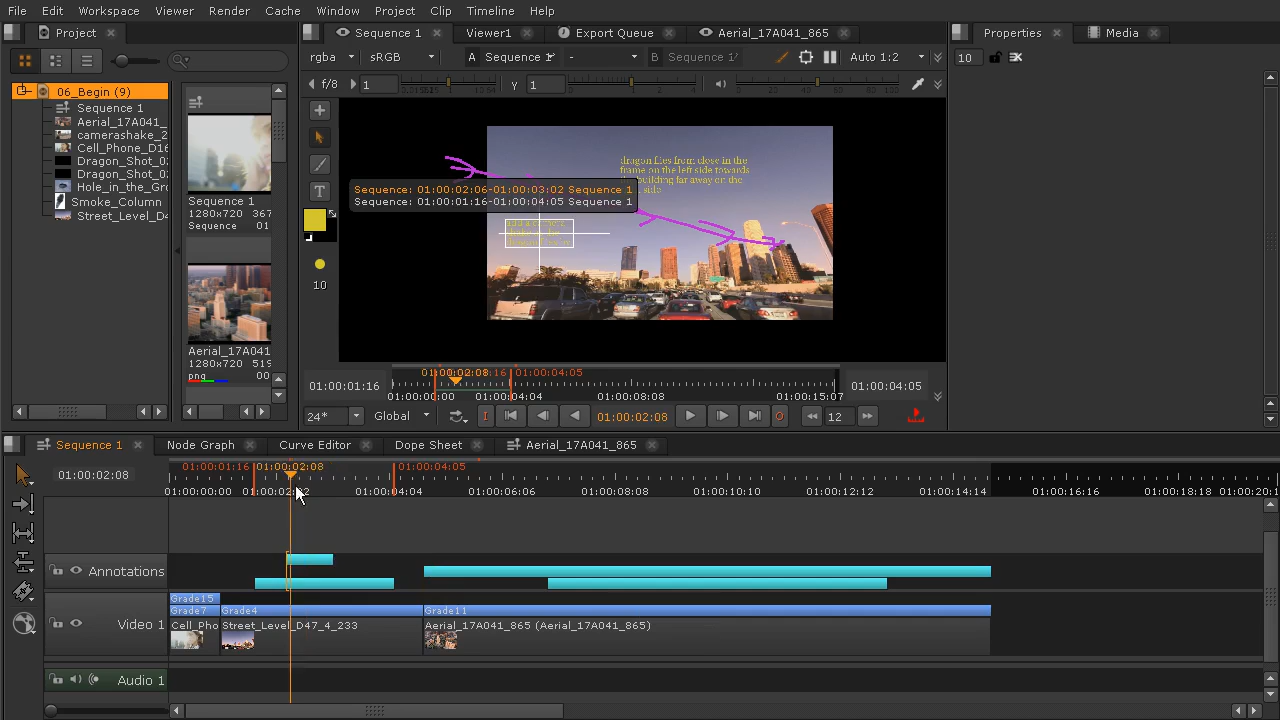 File Edit Workspace Viewer Render Cache Window Project Clip Timeline Help
Project Sequence 1 Viewer1 Export Queue Aerial_17A041_865 Properties Media
rgba sRGB A Sequence 1 - B Sequence 1 Auto 1:2 10
f/8 1 y 1
06_Begin (9)
Sequence 1
Aerial_17A041_
camerashake_2
Cell_Phone_D16
Dragon_Shot_02
Dragon_Shot_03
Hole_in_the_Gr
Smoke_Column
Street_Level_D4
Sequence 1
1280x720 367
Sequence 01
Aerial_17A041
1280x720 519
png 00
T
10
dragon flies from close in the
frame on the left side towards
building far away on the
side
Sequence: 01:00:02:06-01:00:03:02 Sequence 1
Sequence: 01:00:01:16-01:00:04:05 Sequence 1
01:00:02:08 :16 01:00:04:05
01:00:01:16 01:00:04:05
01:00:00:00 01:00:04:04 01:00:08:08 01:00:15:07
24* Global I 01:00:02:08 O 12
Sequence 1 Node Graph Curve Editor Dope Sheet Aerial_17A041_865
01:00:02:08 01:00:01:16 01:00:02:08 01:00:04:05
01:00:00:00 01:00:04:04 01:00:06:06 01:00:08:08 01:00:10:10 01:00:12:12 01:00:14:14 01:00:16:16 01:00:18:18 01:00:20:
Annotations
Grade15
Grade7 Grade4 Grade11
Video 1 Cell_Pho Street_Level_D47_4_233 Aerial_17A041_865 (Aerial_17A041_865)
Audio 1